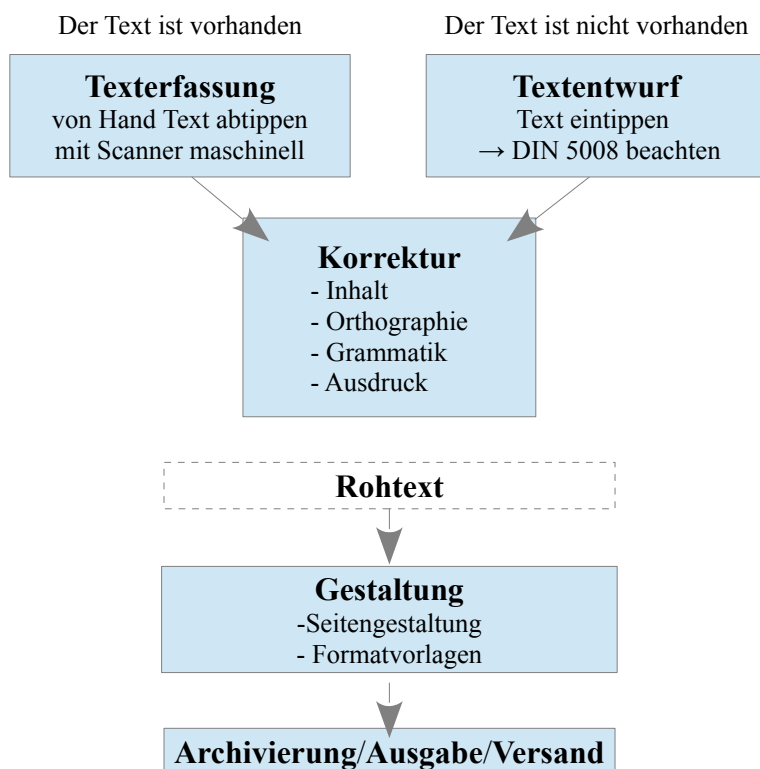 Der Text ist vorhanden
Der Text ist nicht vorhanden
Texterfassung
von Hand Text abtippen
mit Scanner maschinell
Textentwurf
Text eintippen
→ DIN 5008 beachten
Korrektur
- Inhalt
- Orthographie
- Grammatik
- Ausdruck
Rohtext
Gestaltung
-Seitengestaltung
- Formatvorlagen
Archivierung/Ausgabe/Versand